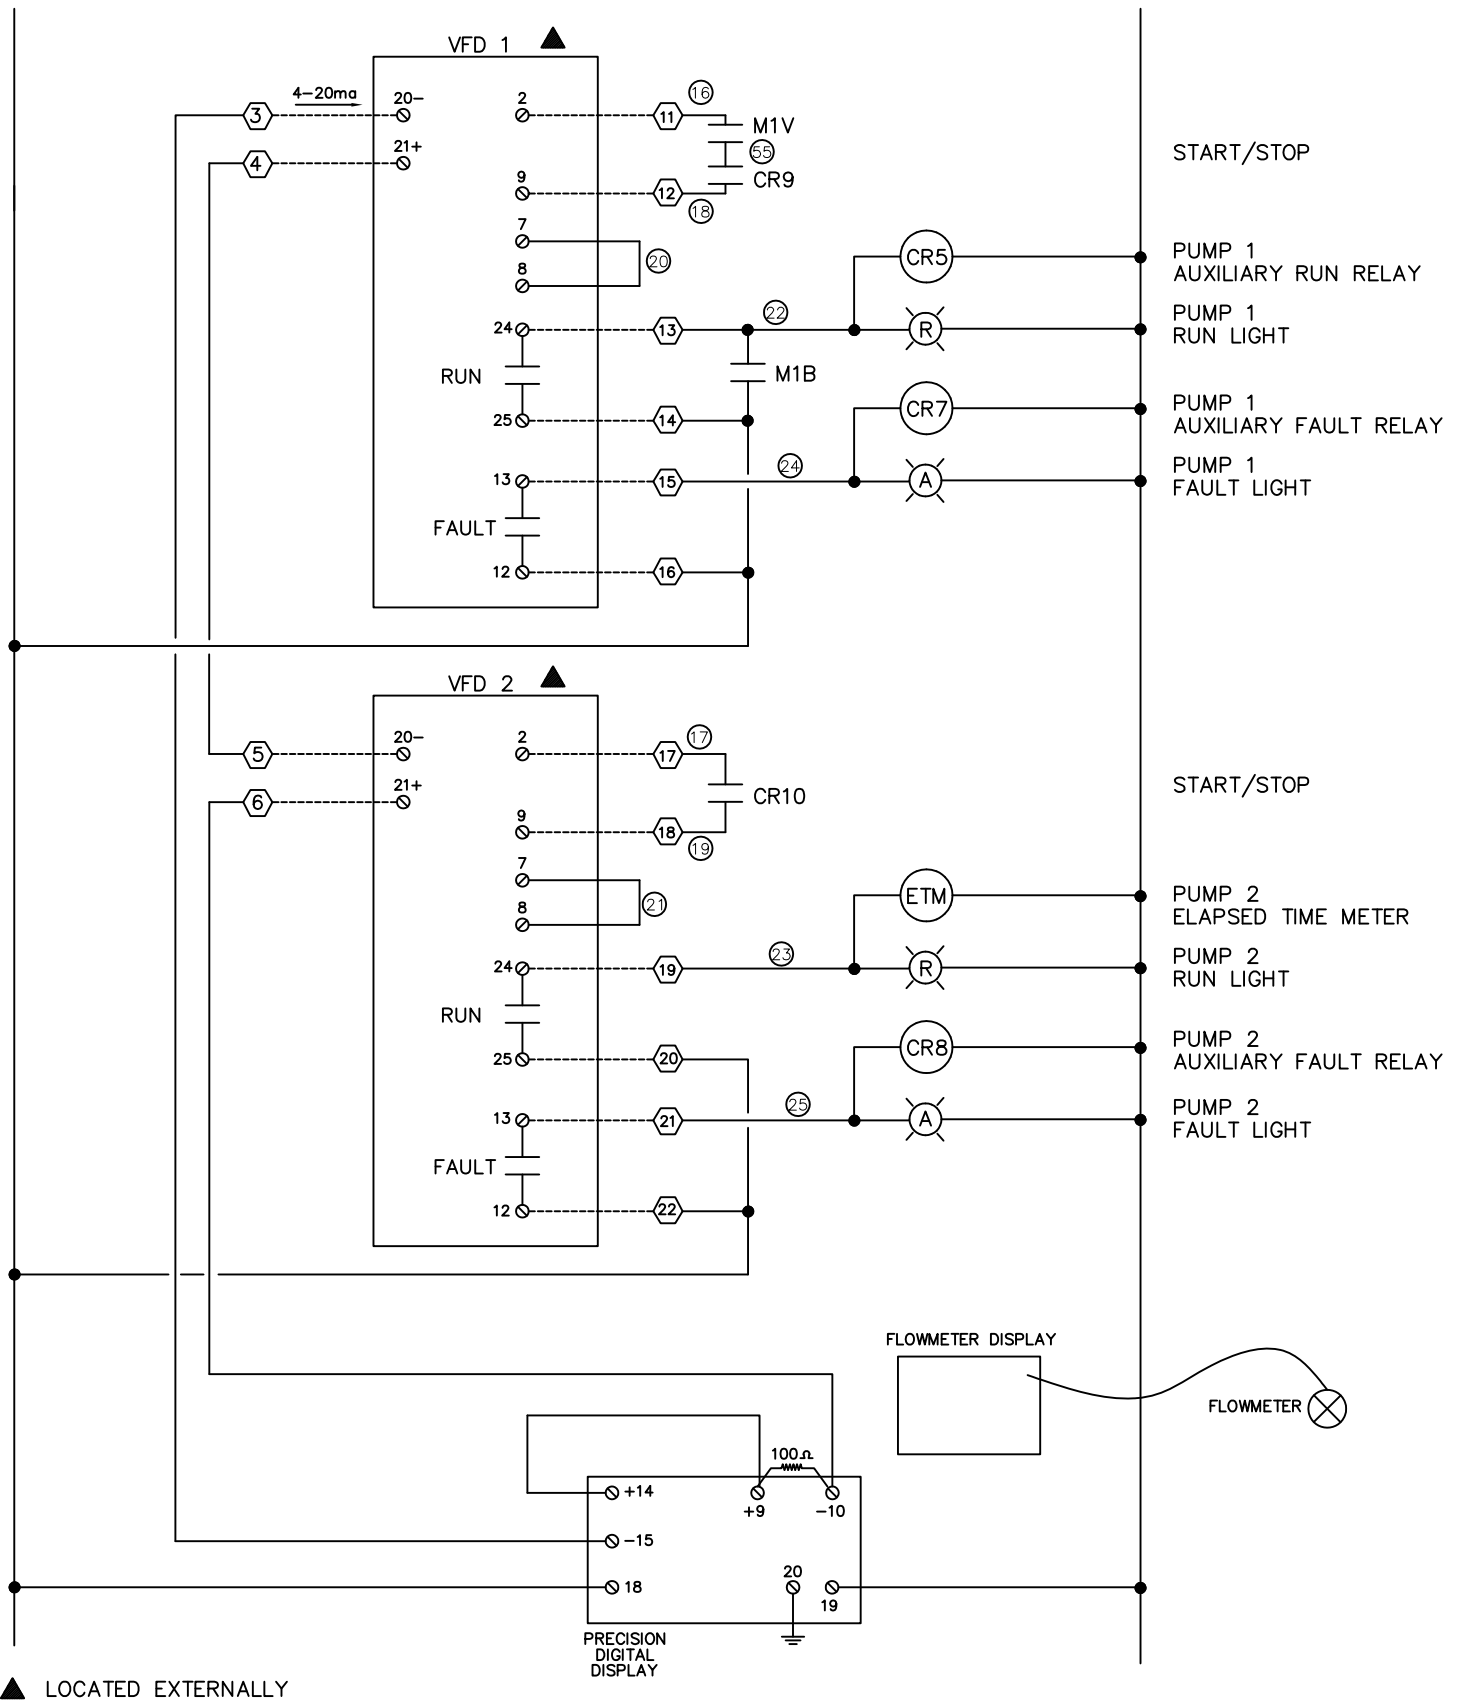 VFD 1
4-20ma
3
20-
2
11
16
M1V
55
CR9
START/STOP
4
21+
9
12
18
7
20
8
CR5
PUMP 1
AUXILIARY RUN RELAY
24
13
22
R
PUMP 1
RUN LIGHT
RUN
M1B
25
14
CR7
PUMP 1
AUXILIARY FAULT RELAY
13
15
24
A
PUMP 1
FAULT LIGHT
FAULT
12
16
VFD 2
5
20-
2
17
17
CR10
START/STOP
6
21+
9
18
19
7
21
8
ETM
PUMP 2
ELAPSED TIME METER
24
19
23
R
PUMP 2
RUN LIGHT
RUN
25
20
CR8
PUMP 2
AUXILIARY FAULT RELAY
13
21
25
A
PUMP 2
FAULT LIGHT
FAULT
12
22
FLOWMETER DISPLAY
FLOWMETER
100Ω
+14
+9
-10
-15
18
20
19
PRECISION
DIGITAL
DISPLAY
▲ LOCATED EXTERNALLY